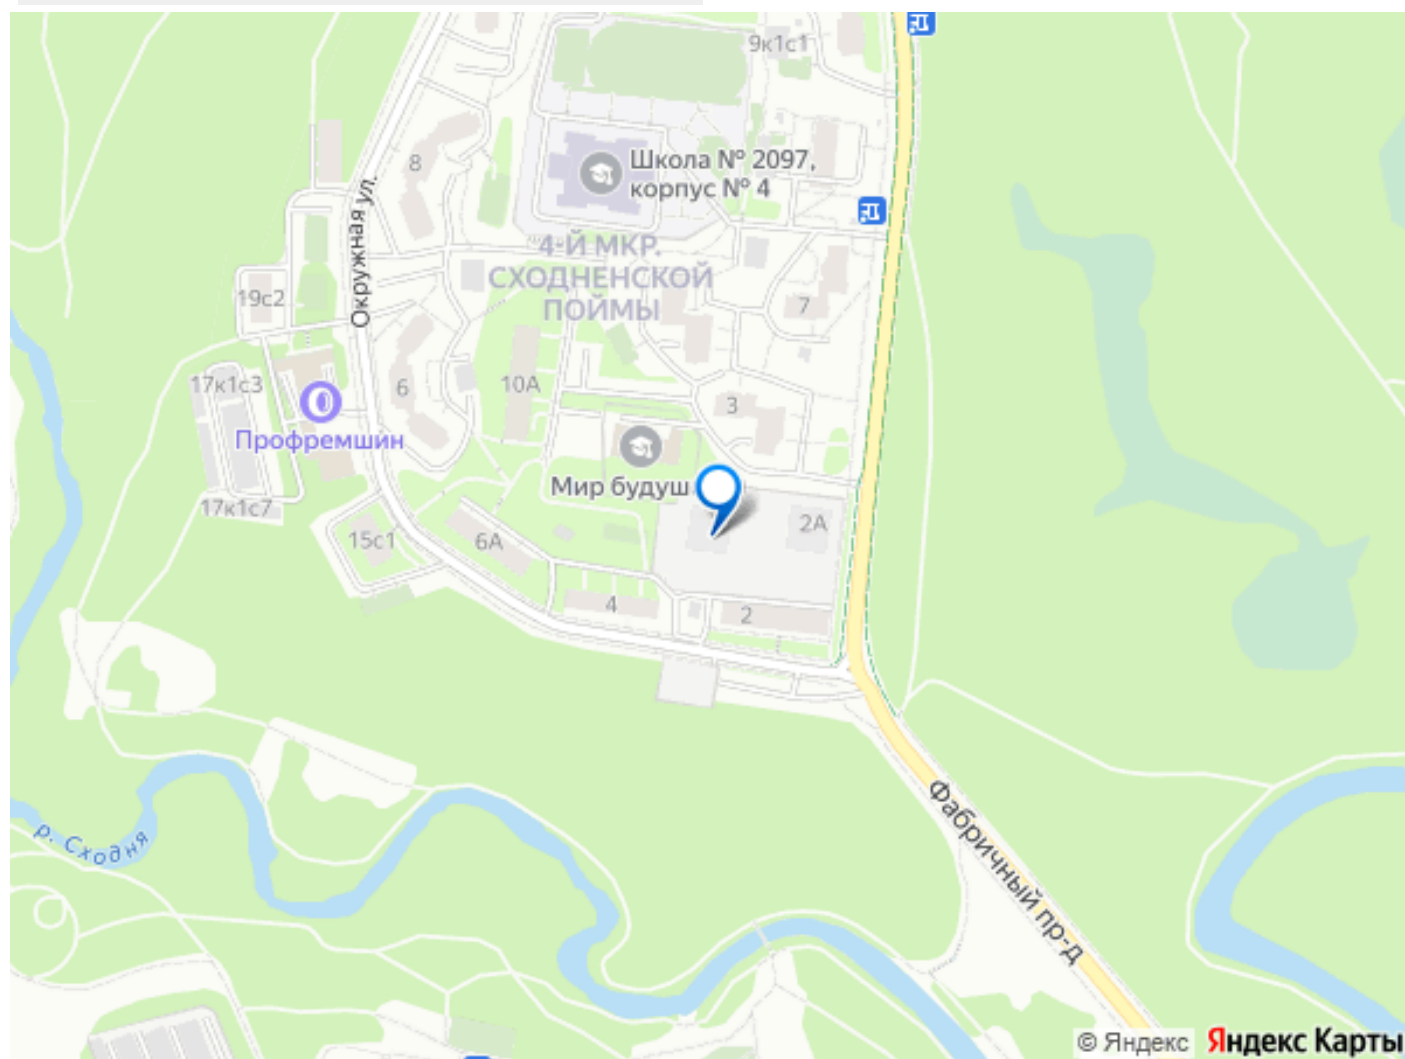 9к1с1
Школа № 2097,
корпус № 4
8
Окружная ул.
4-Й МКР.
СХОДНЕНСКОЙ
ПОЙМЫ
19с2
7
17к1с3
6
10А
3
Профремшин
Мир будущ
17к1с7
15с1
6А
2А
4
2
р. Сходня
Фабричный пр-д
© Яндекс Яндекс Карты